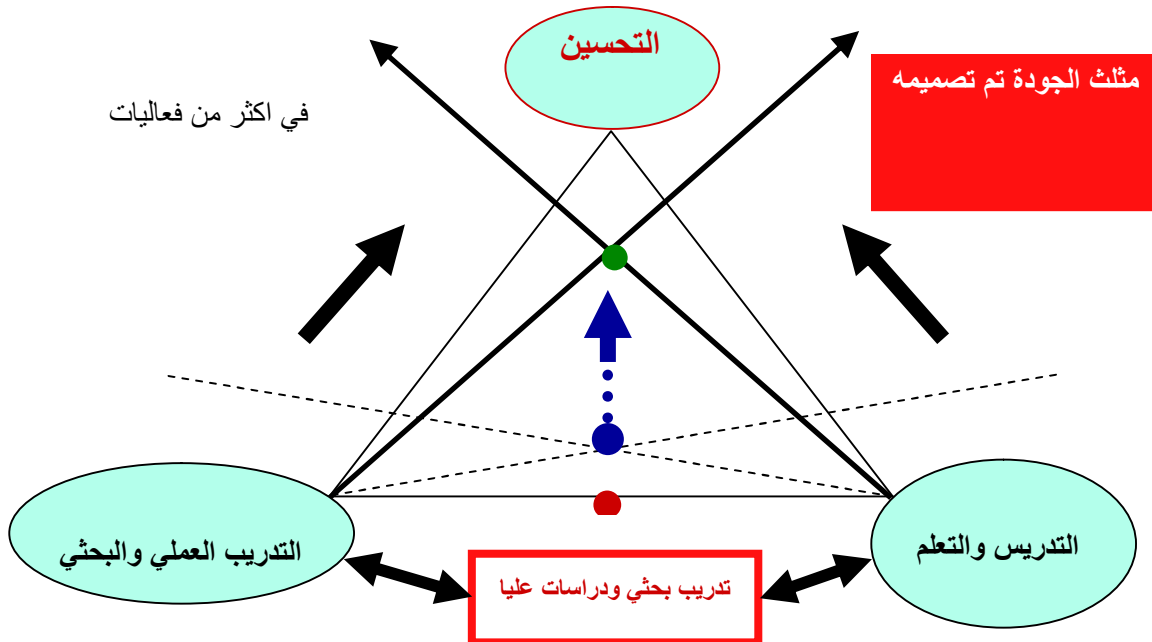 التحسين
مثلث الجودة تم تصميمه
في اكثر من فعاليات
التدريس والتعلم
التدريب العملي والبحثي
تدريب بحثي ودراسات عليا